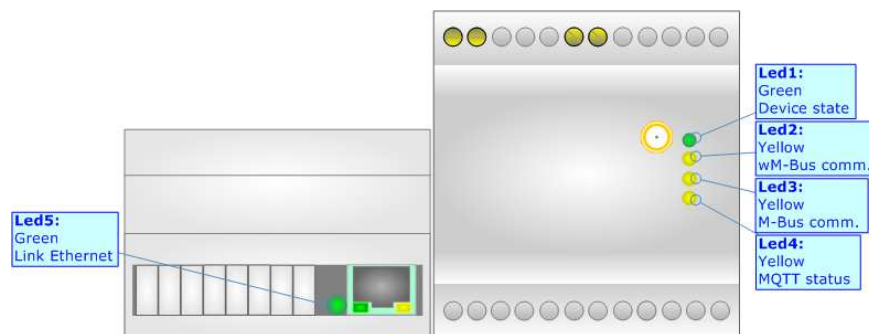 Led1:
Green
Device state
Led2:
Yellow
wM-Bus comm.
Led3:
Yellow
M-Bus comm.
Led4:
Yellow
MQTT status
Led5:
Green
Link Ethernet